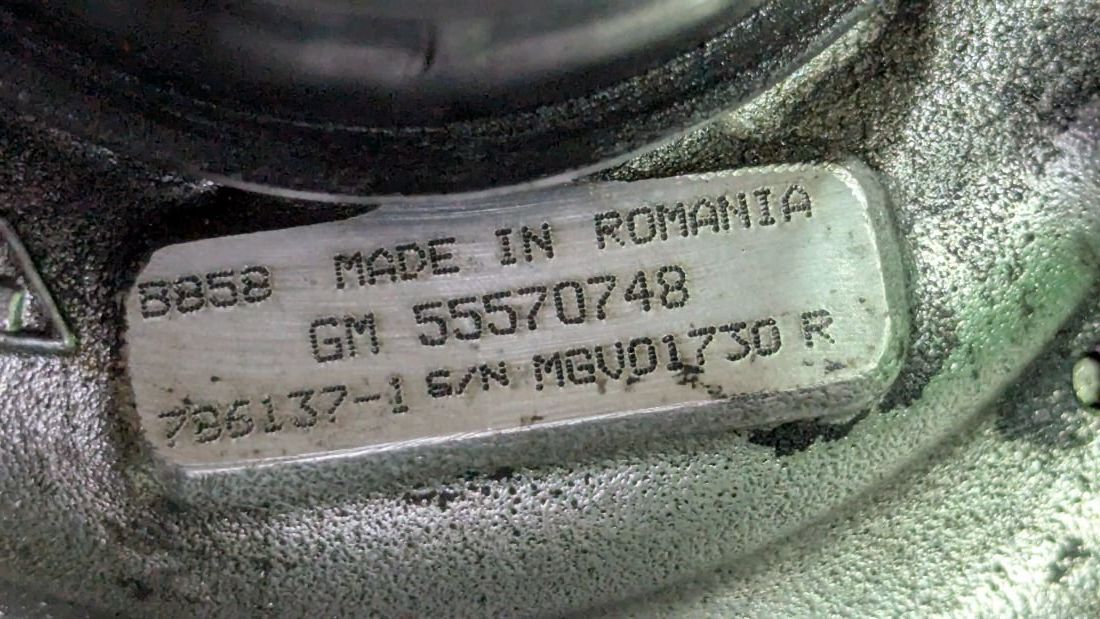 5858 MADE IN ROMANIA
GM 55570748
786137-1 S/N MGV01730 R